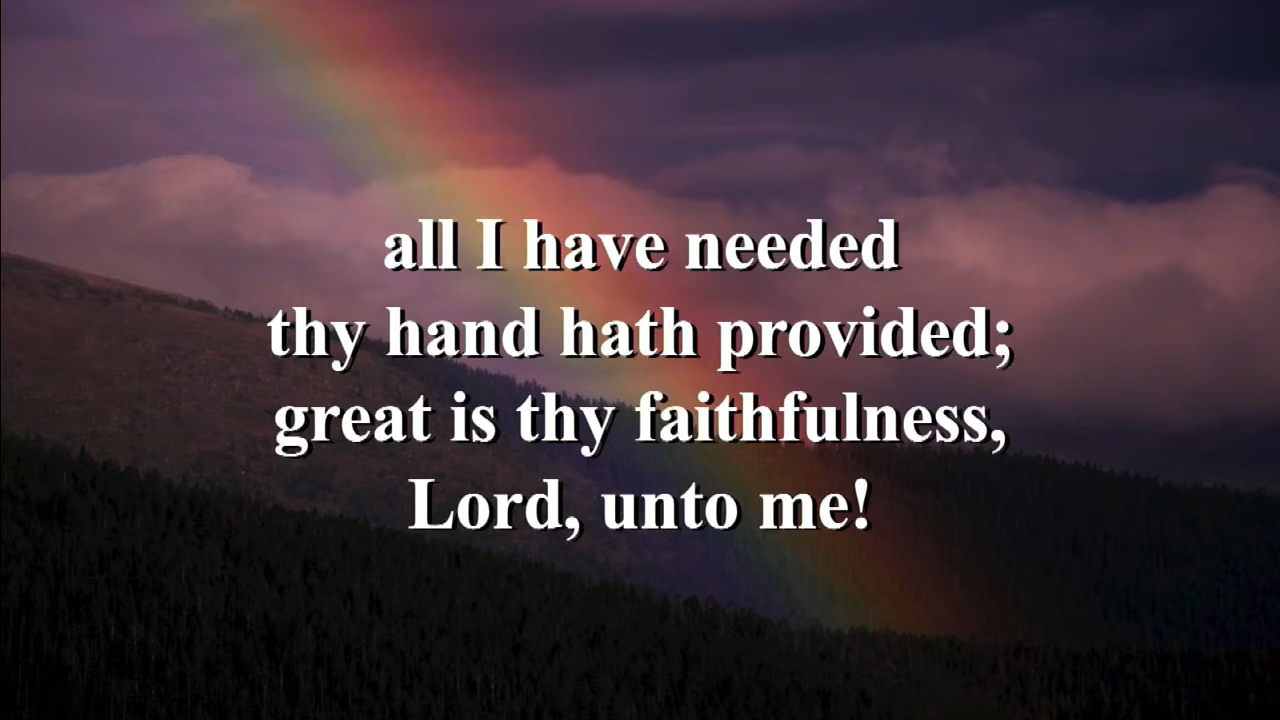 all I have needed
thy hand hath provided;
great is thy faithfulness,
Lord, unto me!